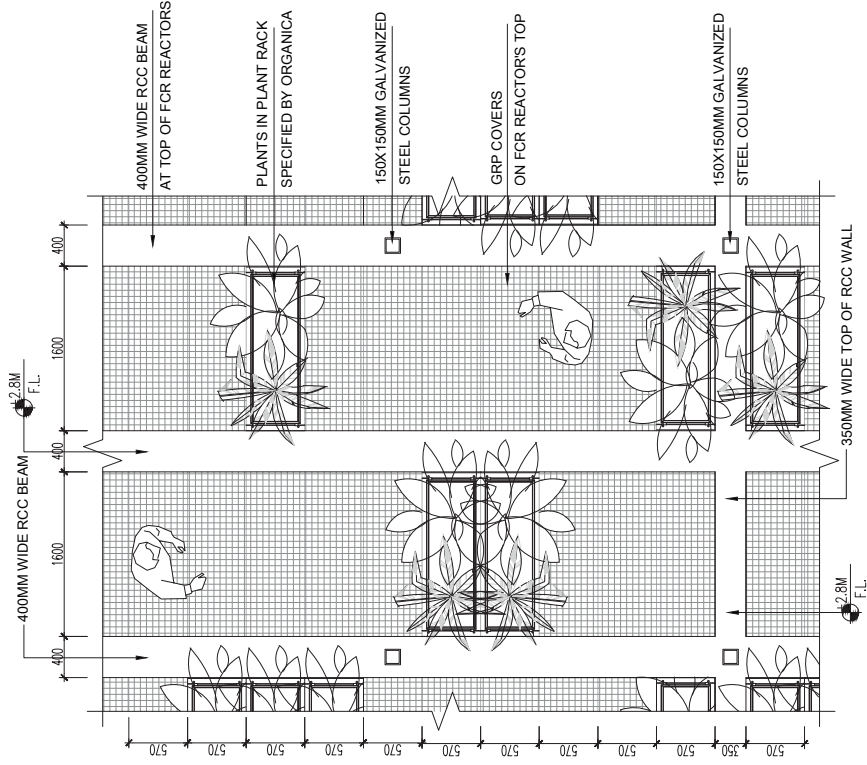 400MM WIDE RCC BEAM
AT TOP OF FCR REACTORS
PLANTS IN PLANT RACK
SPECIFIED BY ORGANICA
150X150MM GALVANIZED
STEEL COLUMNS
GRP COVERS
ON FCR REACTOR'S TOP
150X150MM GALVANIZED
STEEL COLUMNS
400
1600
400
1600
400
+2.8M
F.L.
400MM WIDE RCC BEAM
350MM WIDE TOP OF RCC WALL
+2.8M
F.L.
570
570
570
570
570
570
570
570
570
570
350
570